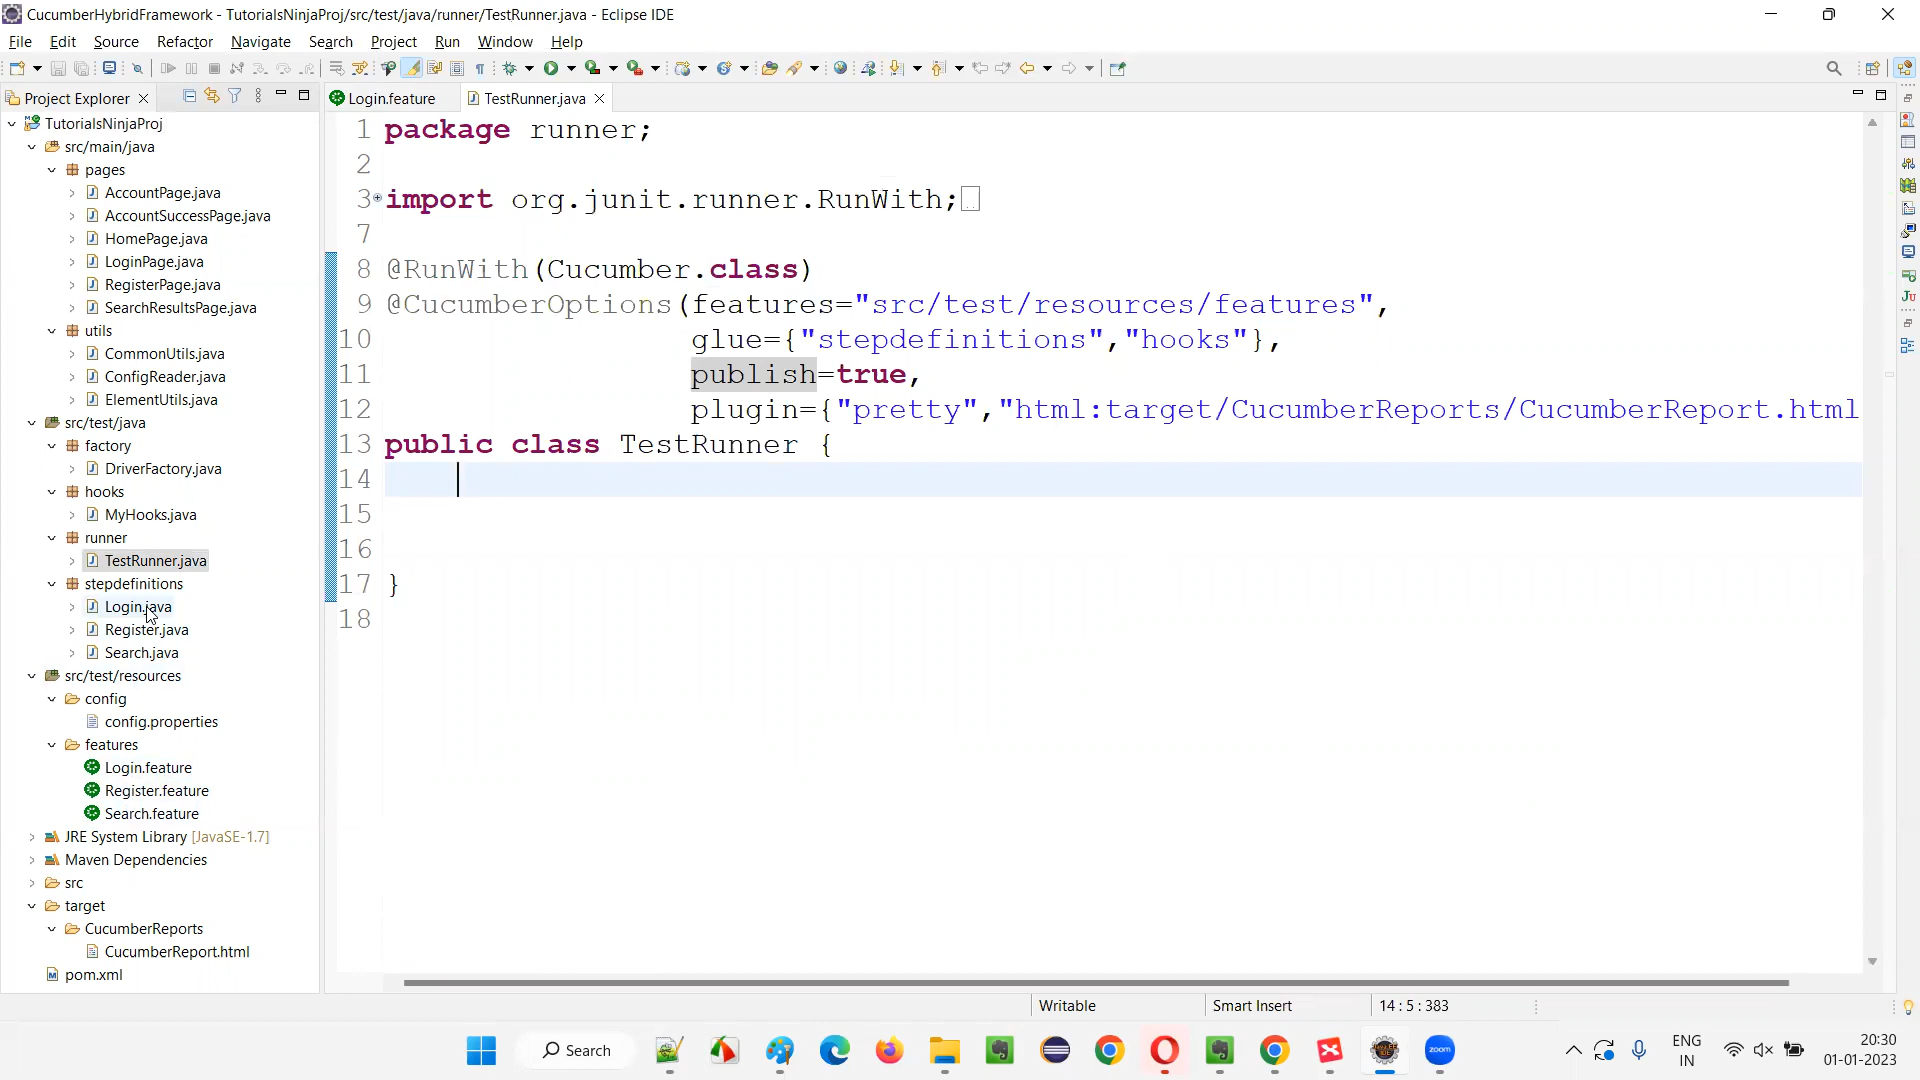 CucumberHybridFramework - TutorialsNinjaProj/src/test/java/runner/TestRunner.java - Eclipse IDE
File Edit Source Refactor Navigate Search Project Run Window Help
Project Explorer
Login.feature
TestRunner.java
TutorialsNinjaProj
src/main/java
pages
AccountPage.java
AccountSuccessPage.java
HomePage.java
LoginPage.java
RegisterPage.java
SearchResultsPage.java
utils
CommonUtils.java
ConfigReader.java
ElementUtils.java
src/test/java
factory
DriverFactory.java
hooks
MyHooks.java
runner
TestRunner.java
stepdefinitions
Login.java
Register.java
Search.java
src/test/resources
config
config.properties
features
Login.feature
Register.feature
Search.feature
JRE System Library [JavaSE-1.7]
Maven Dependencies
src
target
CucumberReports
CucumberReport.html
pom.xml
1 package runner;
2
3 import org.junit.runner.RunWith;
7
8 @RunWith(Cucumber.class)
9 @CucumberOptions(features="src/test/resources/features",
10 glue={"stepdefinitions","hooks"},
11 publish=true,
12 plugin={"pretty","html:target/CucumberReports/CucumberReport.html
13 public class TestRunner {
14
15
16
17 }
18
Writable
Smart Insert
14 : 5 : 383
Search
zoom
ENG
IN
20:30
01-01-2023